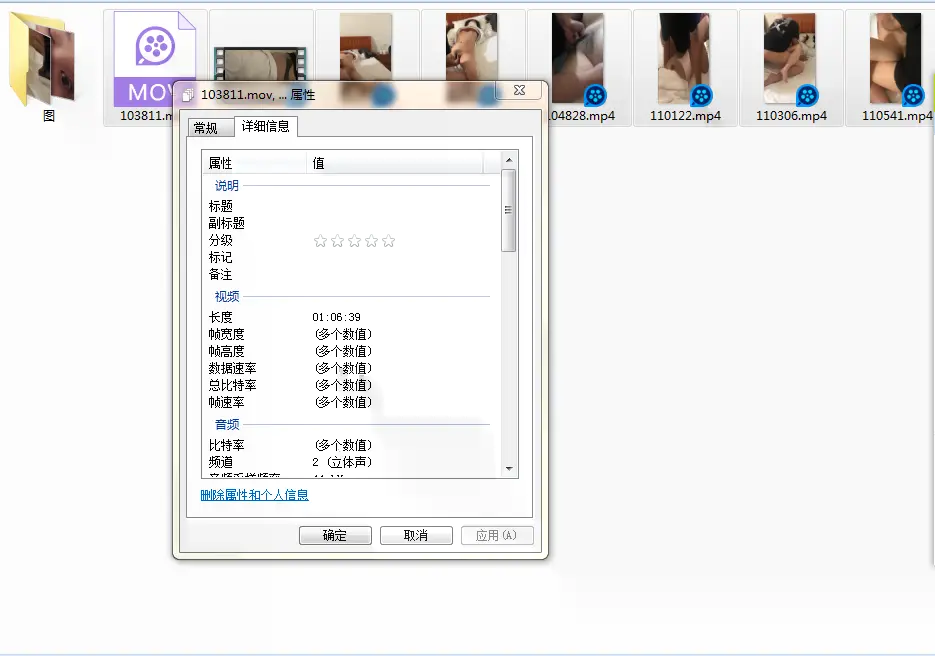 MOV
图
103811.m
.04828.mp4
110122.mp4
110306.mp4
110541.mp4
103811.mov, ... 属性
常规
详细信息
属性 值
说明
标题
副标题
分级
标记
备注
视频
长度 01:06:39
帧宽度 (多个数值)
帧高度 (多个数值)
数据速率 (多个数值)
总比特率 (多个数值)
帧速率 (多个数值)
音频
比特率 (多个数值)
频道 2 (立体声)
删除属性和个人信息
确定 取消 应用(A)